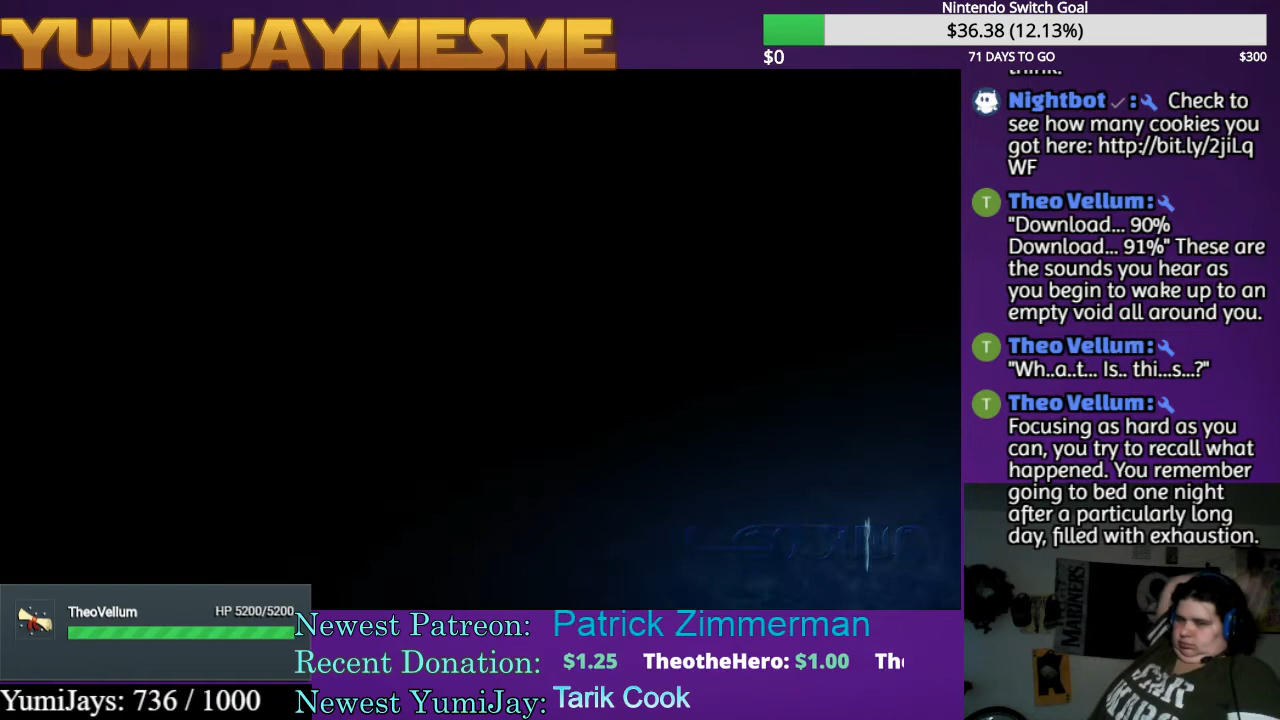 YUMI JAYMESME
Nintendo Switch Goal
$36.38 (12.13%)
$0
71 DAYS TO GO
$300
think.
Nightbot : Check to
see how many cookies you
got here: http://bit.ly/2jiLq
WF
T
Theo Vellum:
"Download... 90%
Download... 91%" These are
the sounds you hear as
you begin to wake up to an
empty void all around you.
T
Theo Vellum:
"Wh..a..t... Is.. thi...s...?"
T
Theo Vellum:
Focusing as hard as you
can, you try to recall what
happened. You remember
going to bed one night
after a particularly long
day, filled with exhaustion.
MARINERS
STAR
WARS
TheoVellum
HP 5200/5200
Newest Patreon: Patrick Zimmerman
Recent Donation: $1.25 TheotheHero: $1.00 The
YumiJays: 736 / 1000
Newest YumiJay: Tarik Cook